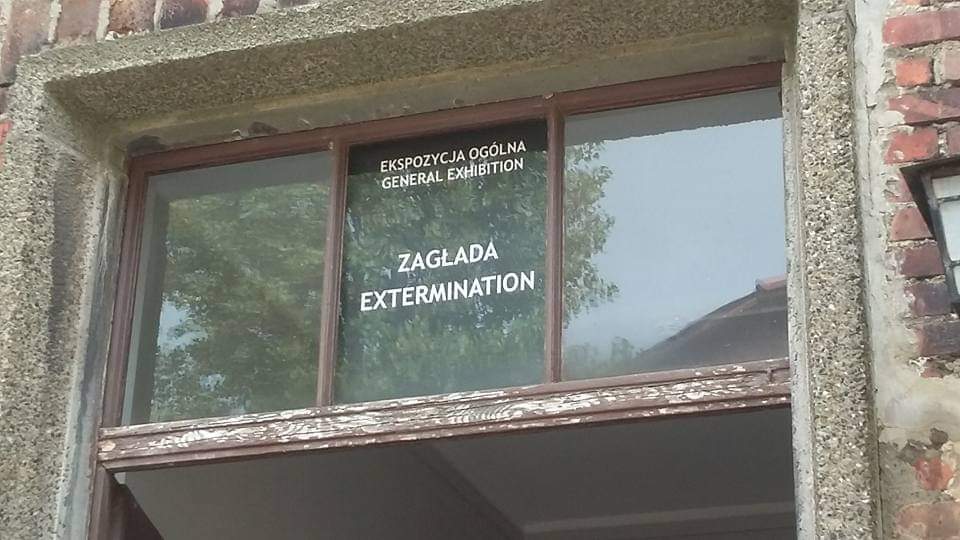 EKSPOZYCJA OGÓLNA
GENERAL EXHIBITION
ZAGŁADA
EXTERMINATION